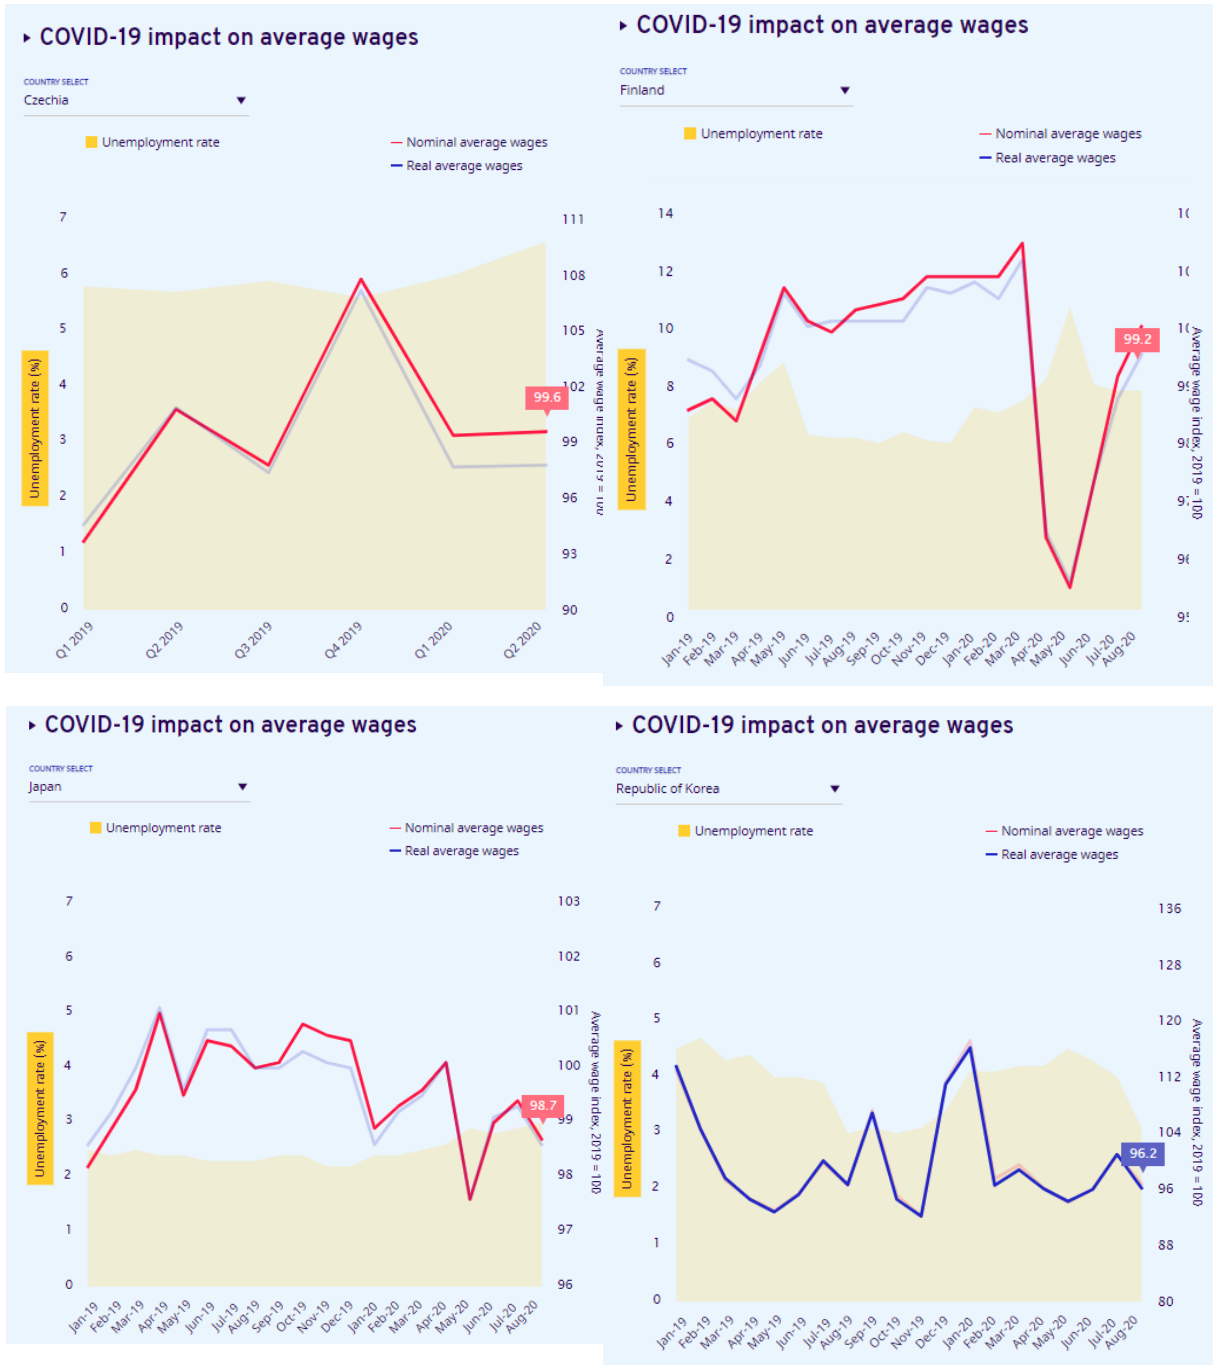 COVID-19 impact on average wages
COUNTRY SELECT
Czechia
Unemployment rate
Nominal average wages
Real average wages
Unemployment rate (%)
7
6
5
4
3
2
1
0
111
108
105
102
99
96
93
90
Average wage index, 2019 = 100
99.6
Q1 2019
Q2 2019
Q3 2019
Q4 2019
Q1 2020
Q2 2020
COVID-19 impact on average wages
COUNTRY SELECT
Finland
Unemployment rate
Nominal average wages
Real average wages
Unemployment rate (%)
14
12
10
8
6
4
2
0
Average wage index, 2019 = 100
99.2
Jan-19
Feb-19
Mar-19
Apr-19
May-19
Jun-19
Jul-19
Aug-19
Sep-19
Oct-19
Nov-19
Dec-19
Jan-20
Feb-20
Mar-20
Apr-20
May-20
Jun-20
Jul-20
Aug-20
COVID-19 impact on average wages
COUNTRY SELECT
Japan
Unemployment rate
Nominal average wages
Real average wages
Unemployment rate (%)
7
6
5
4
3
2
1
0
103
102
101
100
99
98
97
96
Average wage index, 2019 = 100
98.7
Jan-19
Feb-19
Mar-19
Apr-19
May-19
Jun-19
Jul-19
Aug-19
Sep-19
Oct-19
Nov-19
Dec-19
Jan-20
Feb-20
Mar-20
Apr-20
May-20
Jun-20
Jul-20
Aug-20
COVID-19 impact on average wages
COUNTRY SELECT
Republic of Korea
Unemployment rate
Nominal average wages
Real average wages
Unemployment rate (%)
7
6
5
4
3
2
1
0
136
128
120
112
104
96
88
80
Average wage index, 2019 = 100
96.2
Jan-19
Feb-19
Mar-19
Apr-19
May-19
Jun-19
Jul-19
Aug-19
Sep-19
Oct-19
Nov-19
Dec-19
Jan-20
Feb-20
Mar-20
Apr-20
May-20
Jun-20
Jul-20
Aug-20